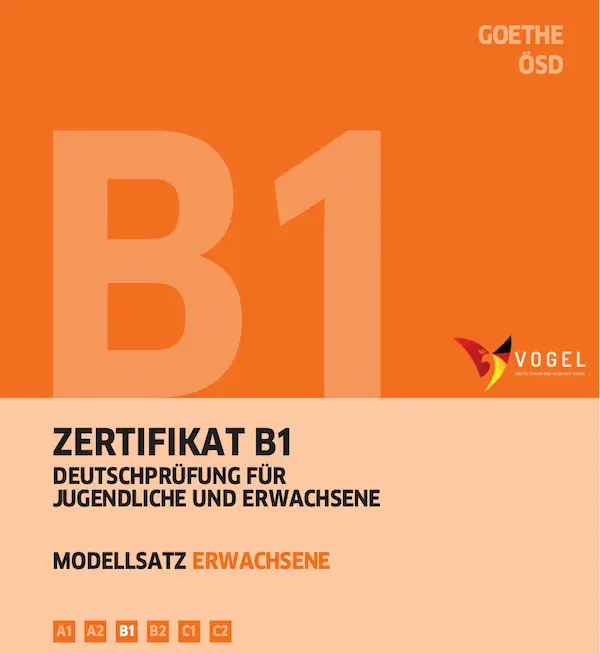 GOETHE
ÖSD
B1
VOGEL
ZERTIFIKAT B1
DEUTSCHPRÜFUNG FÜR
JUGENDLICHE UND ERWACHSENE
MODELLSATZ ERWACHSENE
A1 A2 B1 B2 C1 C2